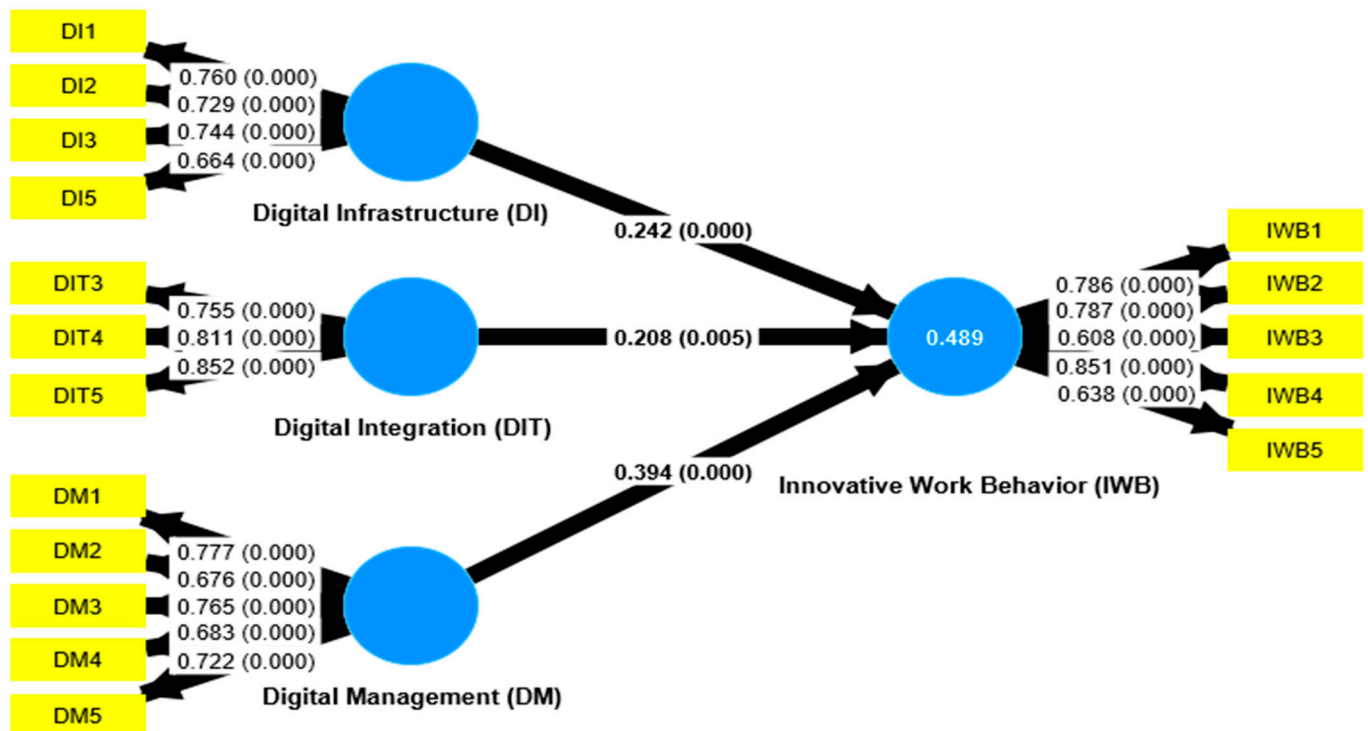 DI1
DI2
DI3
DI5
0.760 (0.000)
0.729 (0.000)
0.744 (0.000)
0.664 (0.000)
Digital Infrastructure (DI)
0.242 (0.000)
DIT3
DIT4
DIT5
0.755 (0.000)
0.811 (0.000)
0.852 (0.000)
Digital Integration (DIT)
0.208 (0.005)
DM1
DM2
DM3
DM4
DM5
0.777 (0.000)
0.676 (0.000)
0.765 (0.000)
0.683 (0.000)
0.722 (0.000)
Digital Management (DM)
0.394 (0.000)
0.489
Innovative Work Behavior (IWB)
0.786 (0.000)
0.787 (0.000)
0.608 (0.000)
0.851 (0.000)
0.638 (0.000)
IWB1
IWB2
IWB3
IWB4
IWB5